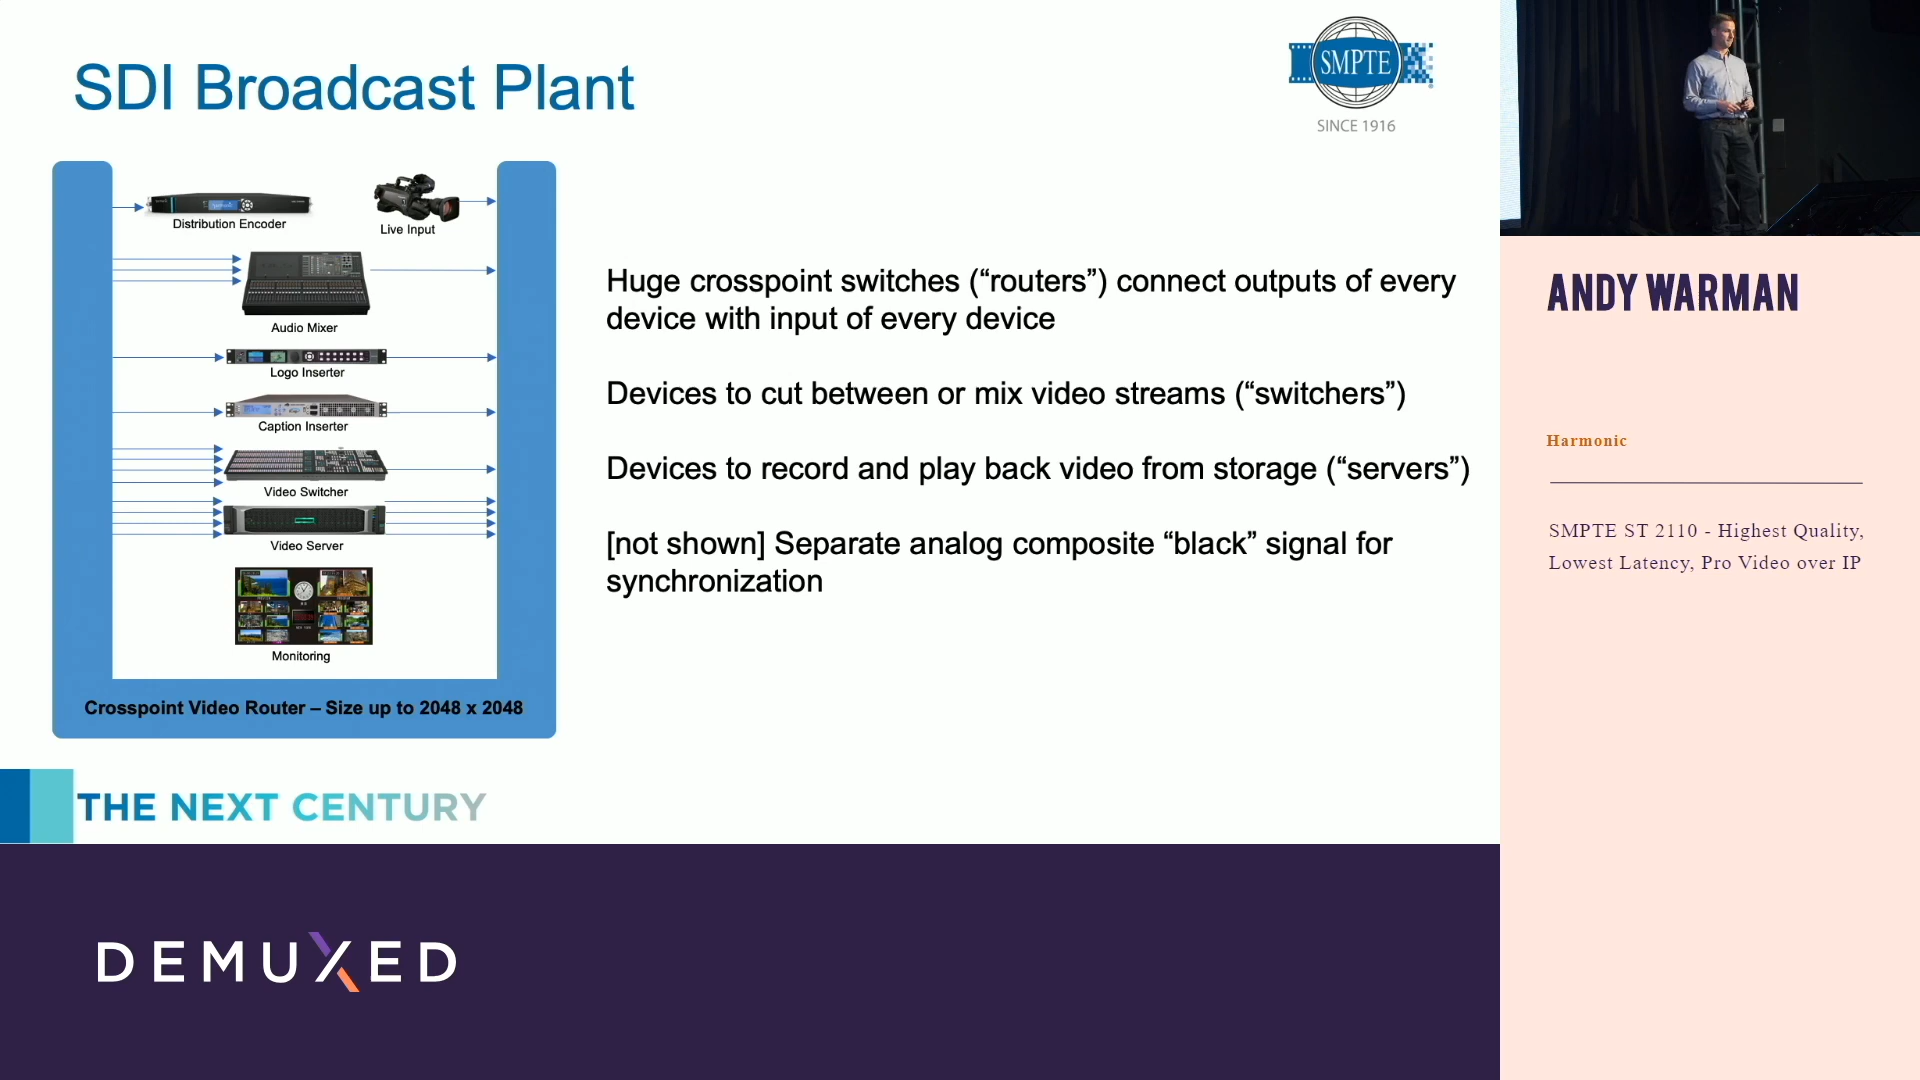 SDI Broadcast Plant
SMPTE
SINCE 1916
Distribution Encoder
Live Input
Audio Mixer
Logo Inserter
Caption Inserter
Video Switcher
Video Server
Monitoring
Crosspoint Video Router – Size up to 2048 x 2048
Huge crosspoint switches (“routers”) connect outputs of every
device with input of every device
Devices to cut between or mix video streams (“switchers”)
Devices to record and play back video from storage (“servers”)
[not shown] Separate analog composite “black” signal for
synchronization
THE NEXT CENTURY
DEMUXED
ANDY WARMAN
Harmonic
SMPTE ST 2110 - Highest Quality,
Lowest Latency, Pro Video over IP